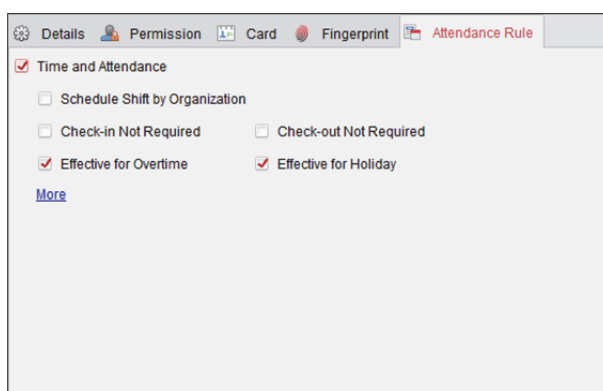 Details Permission Card Fingerprint Attendance Rule
Time and Attendance
Schedule Shift by Organization
Check-in Not Required Check-out Not Required
Effective for Overtime Effective for Holiday
More